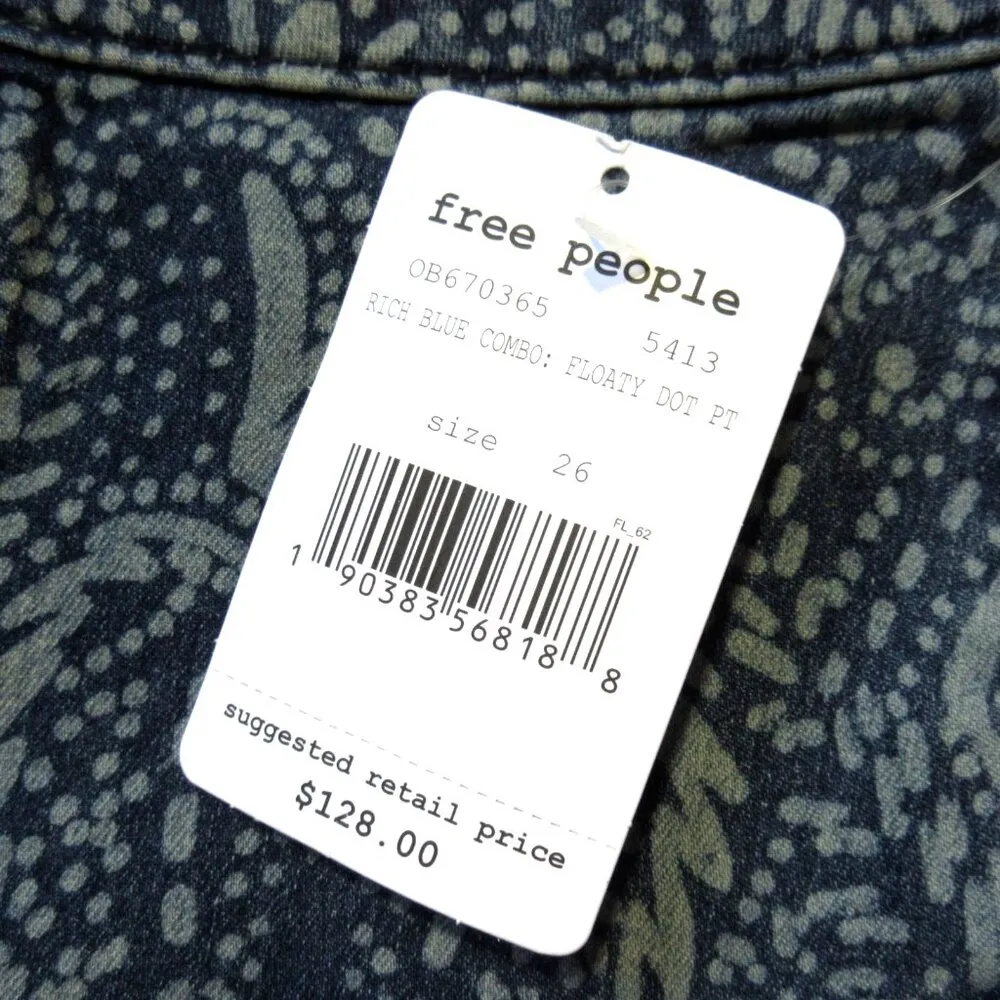 free people
OB670365 5413
RICH BLUE COMBO: FLOATY DOT PT
size 26
FL_62
1 90383 56818 8
suggested retail price
$128.00